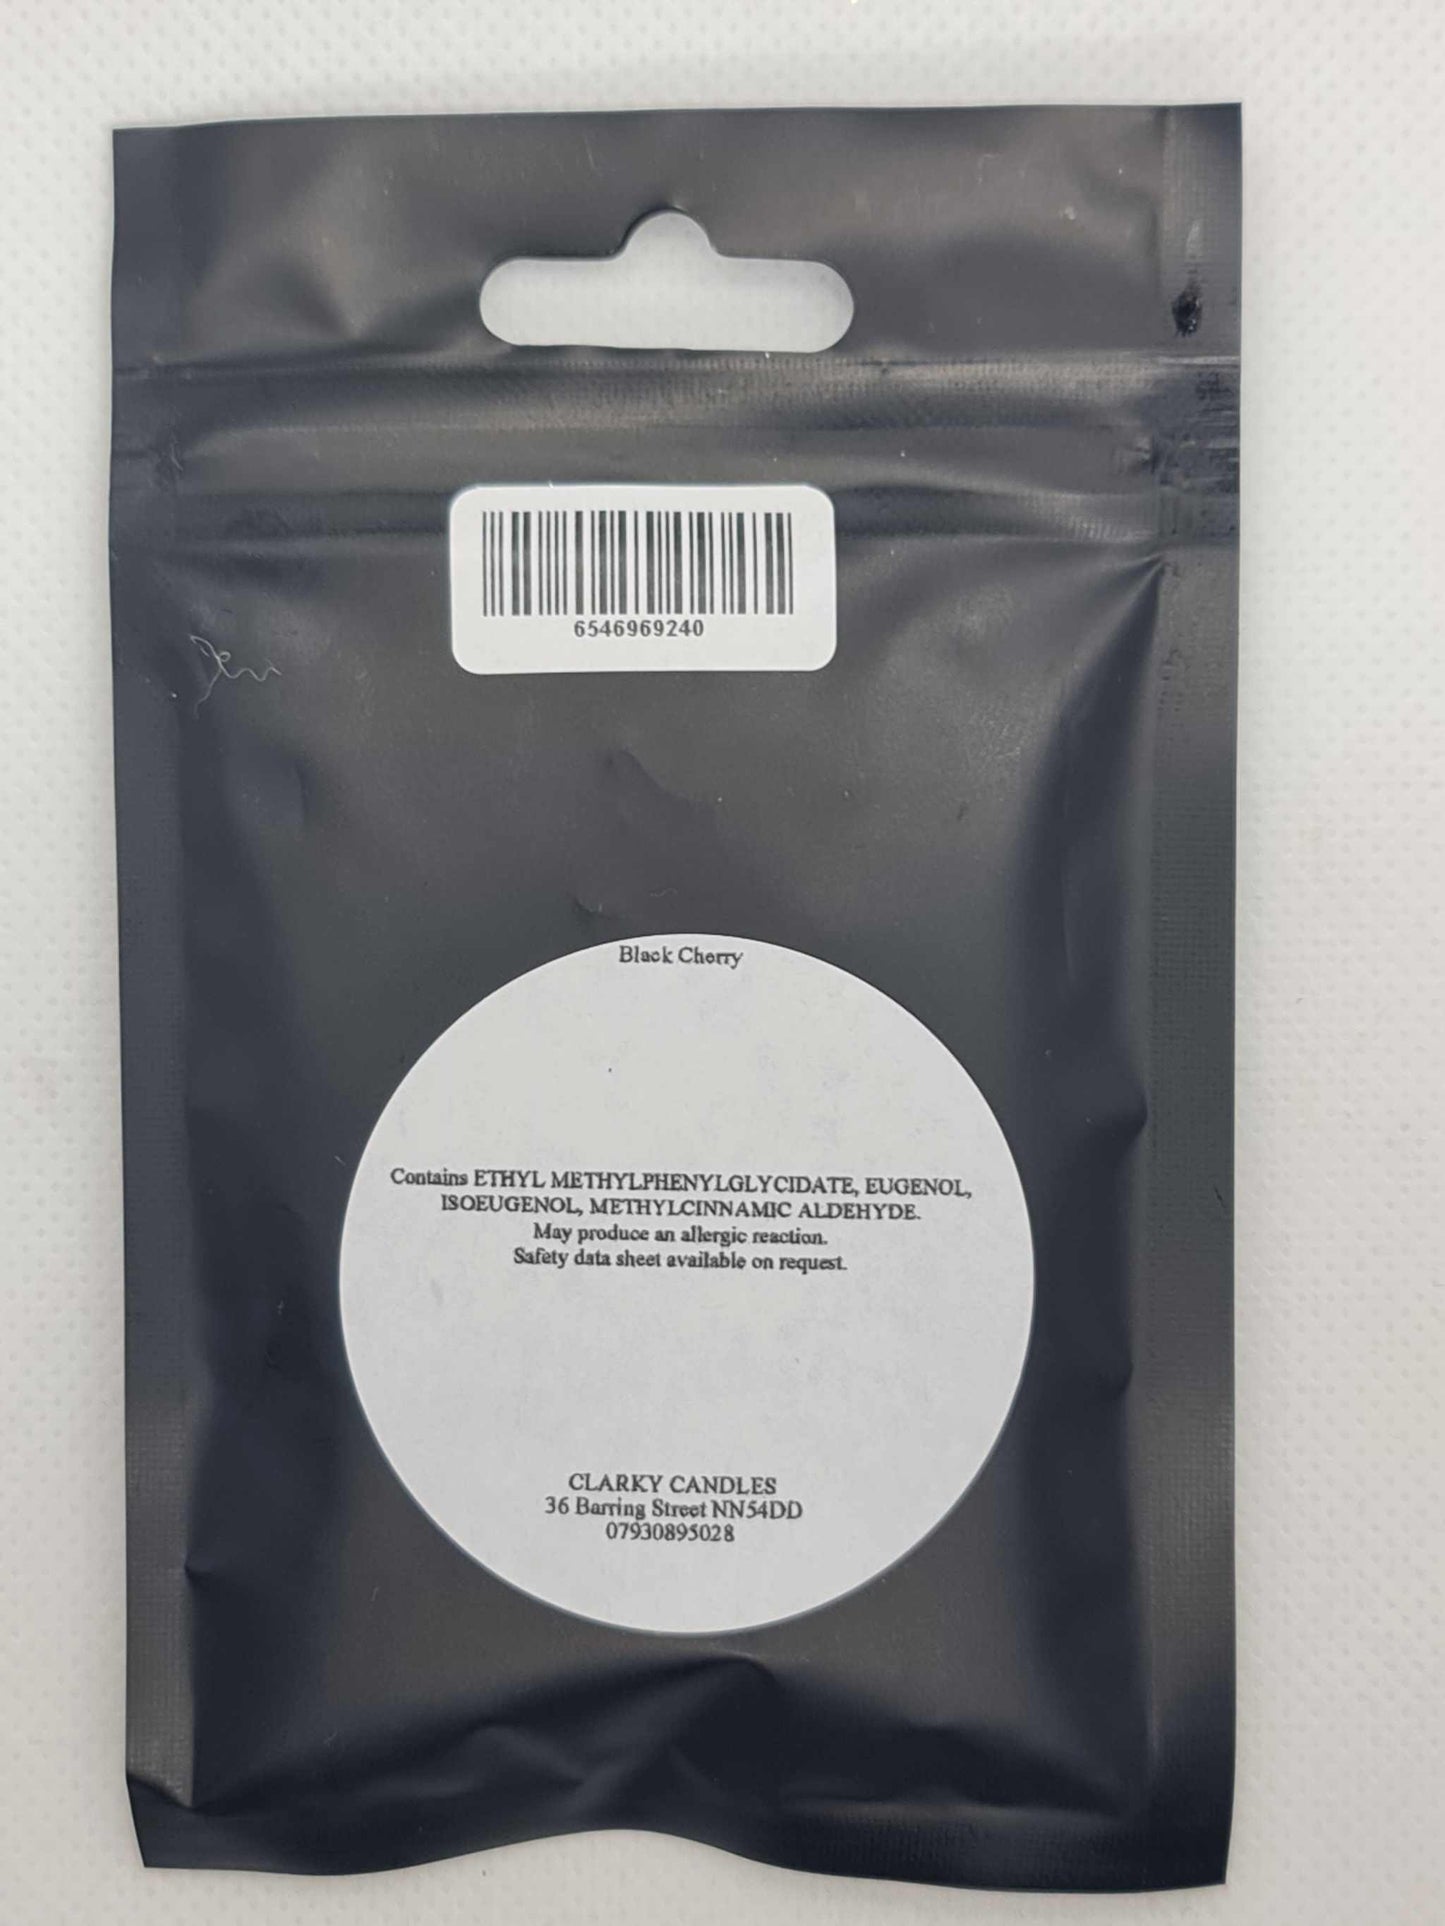 6546969240
Black Cherry
Contains ETHYL METHYLPHENYLGLYCIDATE, EUGENOL,
ISOEUGENOL, METHYLCINNAMIC ALDEHYDE.
May produce an allergic reaction.
Safety data sheet available on request.
CLARKY CANDLES
36 Barring Street NN54DD
07930895028